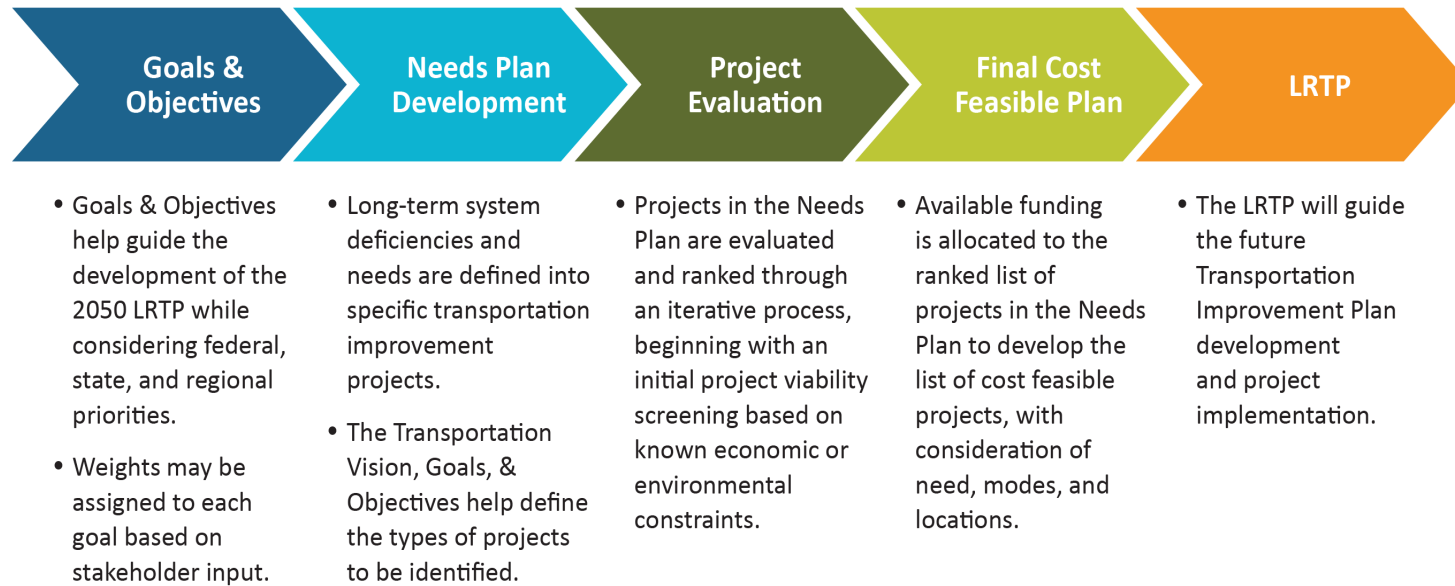 Goals &
Objectives
Needs Plan
Development
Project
Evaluation
Final Cost
Feasible Plan
LRTP
• Goals & Objectives
help guide the
development of the
2050 LRTP while
considering federal,
state, and regional
priorities.
• Weights may be
assigned to each
goal based on
stakeholder input.
• Long-term system
deficiencies and
needs are defined into
specific transportation
improvement
projects.
• The Transportation
Vision, Goals, &
Objectives help define
the types of projects
to be identified.
• Projects in the Needs
Plan are evaluated
and ranked through
an iterative process,
beginning with an
initial project viability
screening based on
known economic or
environmental
constraints.
• Available funding
is allocated to the
ranked list of
projects in the Needs
Plan to develop the
list of cost feasible
projects, with
consideration of
need, modes, and
locations.
• The LRTP will guide
the future
Transportation
Improvement Plan
development
and project
implementation.